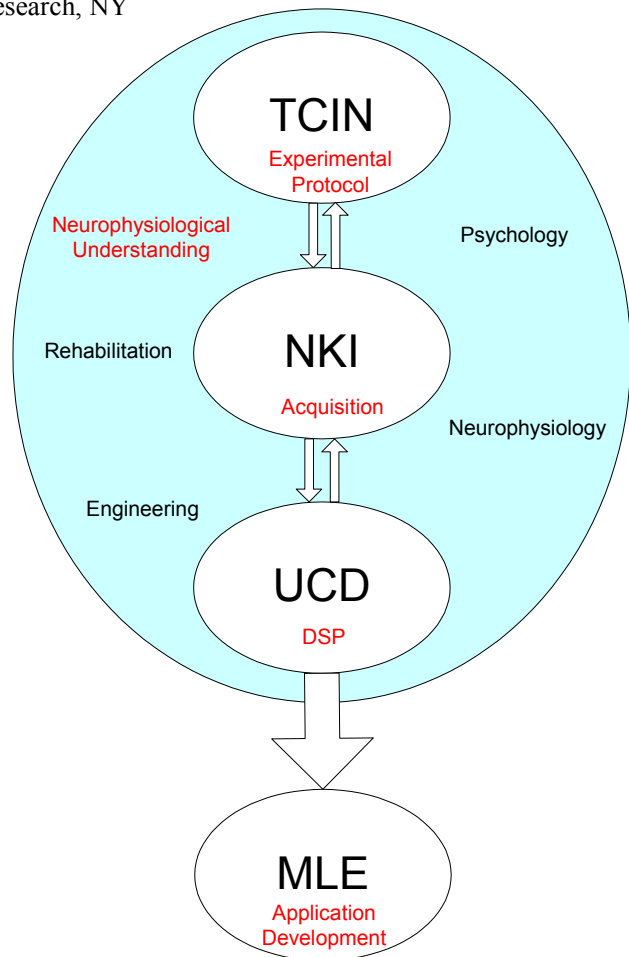 esearch, NY
TCIN
Experimental
Protocol
Neurophysiological
Understanding
Psychology
Rehabilitation
NKI
Acquisition
Neurophysiology
Engineering
UCD
DSP
MLE
Application
Development